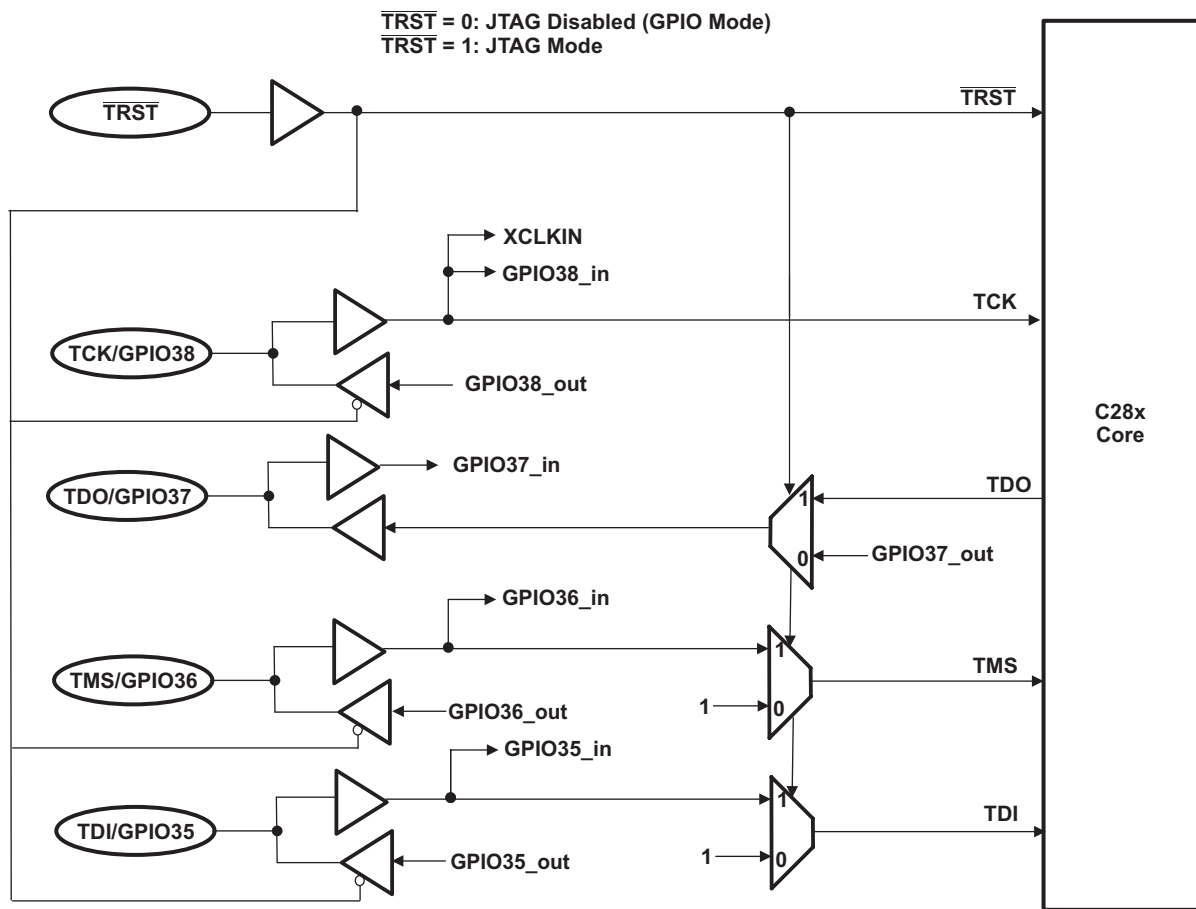 TRST = 0: JTAG Disabled (GPIO Mode)
TRST = 1: JTAG Mode
TRST
TRST
XCLKIN
GPIO38_in
TCK
TCK/GPIO38
GPIO38_out
C28x
Core
GPIO37_in
TDO/GPIO37
TDO
1
0
GPIO37_out
GPIO36_in
1
TMS/GPIO36
TMS
GPIO36_out
1
0
GPIO35_in
1
TDI/GPIO35
TDI
GPIO35_out
1
0